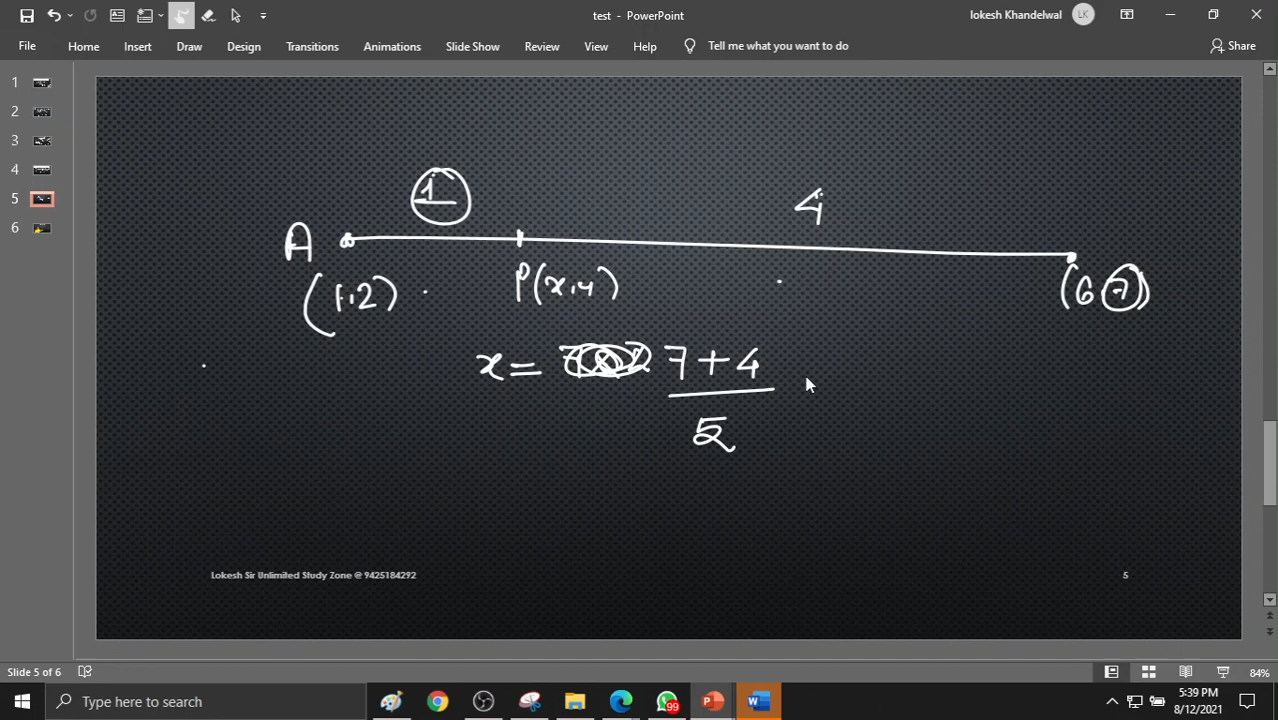 test - PowerPoint
lokesh Khandelwal
LK
File Home Insert Draw Design Transitions Animations Slide Show Review View Help Tell me what you want to do
Share
1
2
3
4
5
6
1
4
A
(1,2)
P(x,y)
(6,7)
x = 7+4
5
Lokesh Sir Unlimited Study Zone @ 9425184292
5
Slide 5 of 6
84%
Type here to search
99
5:39 PM
8/12/2021